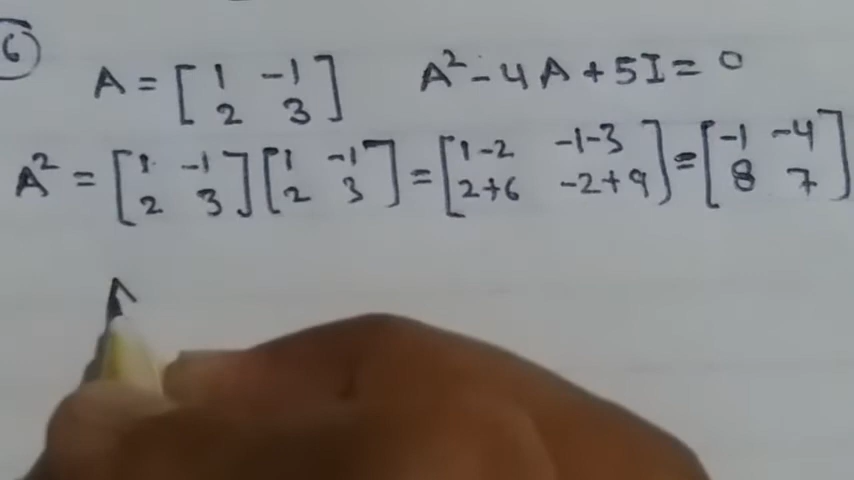 6 A = [1 -1 2 3] A² - 4A + 5I = 0
A² = [1 -1 2 3] [1 -1 2 3] = [1-2 -1-3 2+6 -2+9] = [-1 -4 8 7]
A